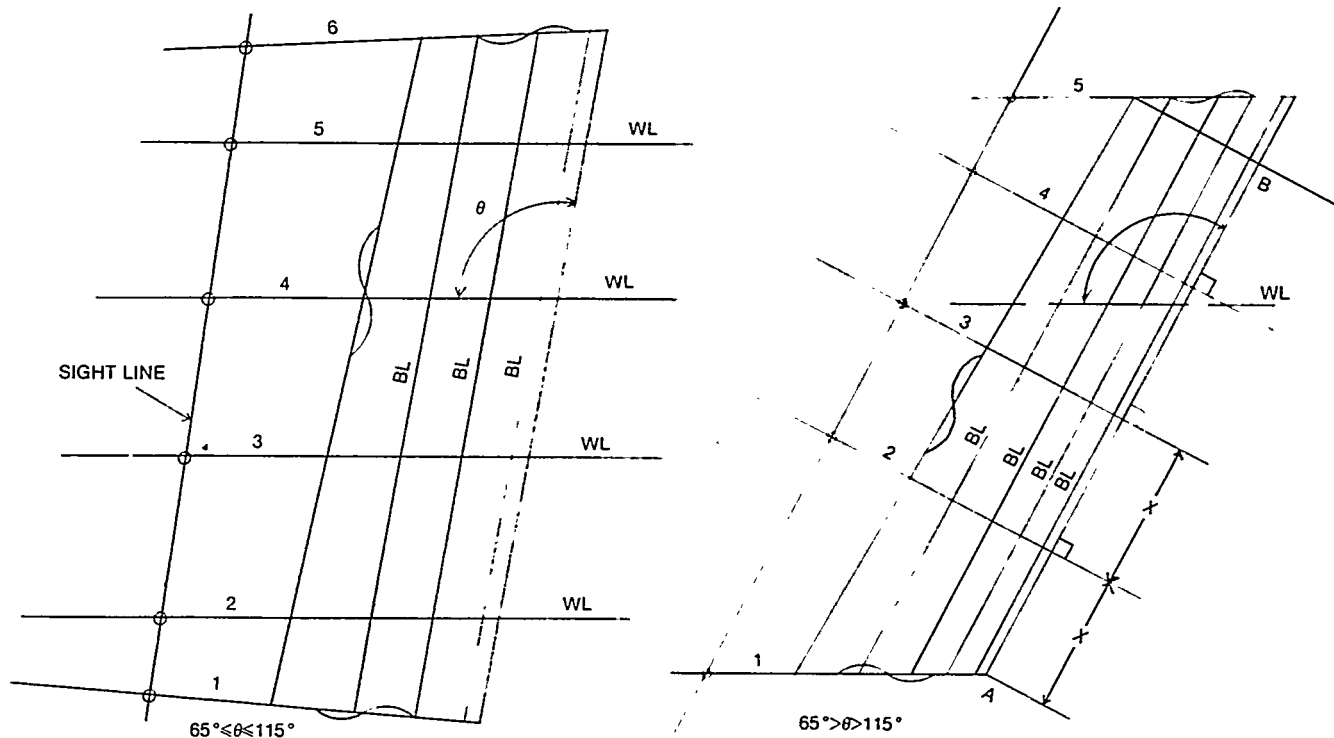 6
5 WL
θ
4 WL
BL BL BL
SIGHT LINE
3 WL
2 WL
1
65°≤θ≤115°
5
B
4
WL
3
BL
BL
BL
BL
2
X
X
1
A
65°>θ>115°